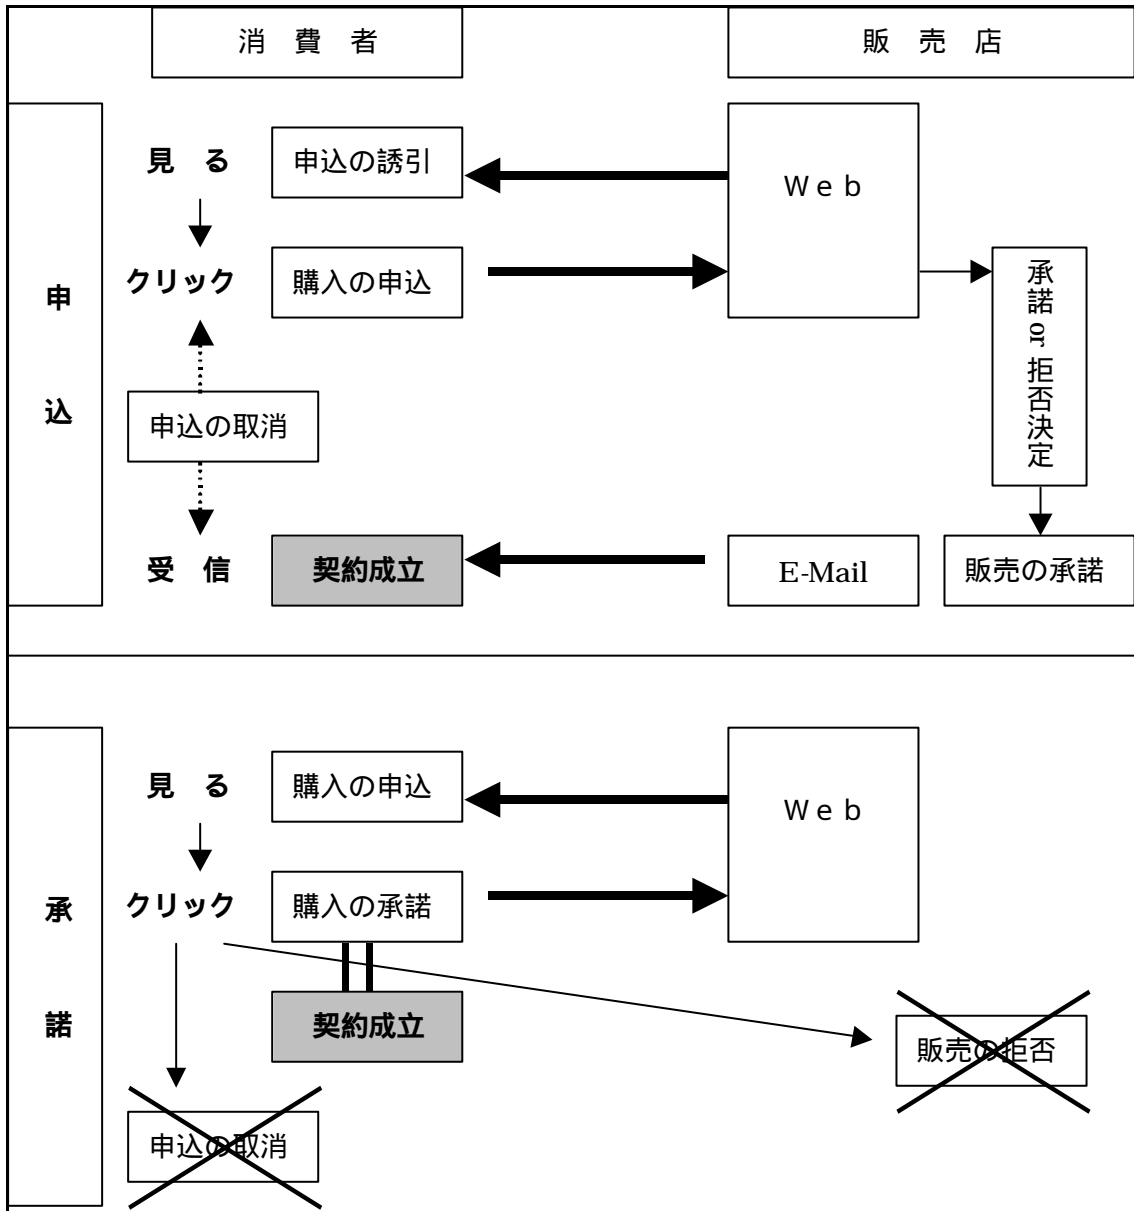 消　費　者
販　売　店
申　込
見　る
申込の誘引
Ｗｅｂ
クリック
購入の申込
承諾or拒否決定
申込の取消
受　信
契約成立
E-Mail
販売の承諾
承　諾
見　る
購入の申込
Ｗｅｂ
クリック
購入の承諾
契約成立
販売の拒否
申込の取消